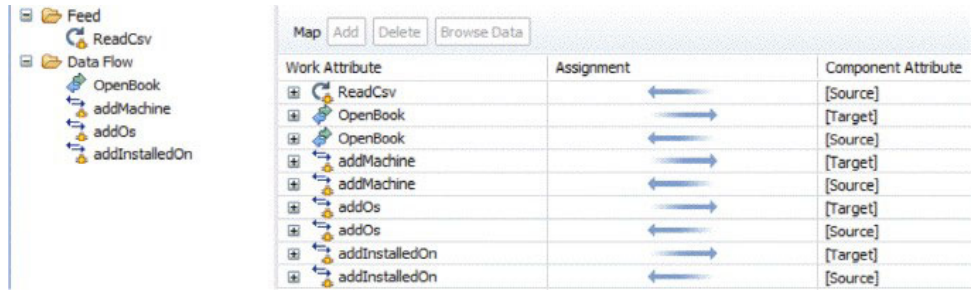 Feed
ReadCsv
Data Flow
OpenBook
addMachine
addOs
addInstalledOn
Map Add Delete Browse Data
Work Attribute Assignment Component Attribute
ReadCsv [Source]
OpenBook [Target]
OpenBook [Source]
addMachine [Target]
addMachine [Source]
addOs [Target]
addOs [Source]
addInstalledOn [Target]
addInstalledOn [Source]